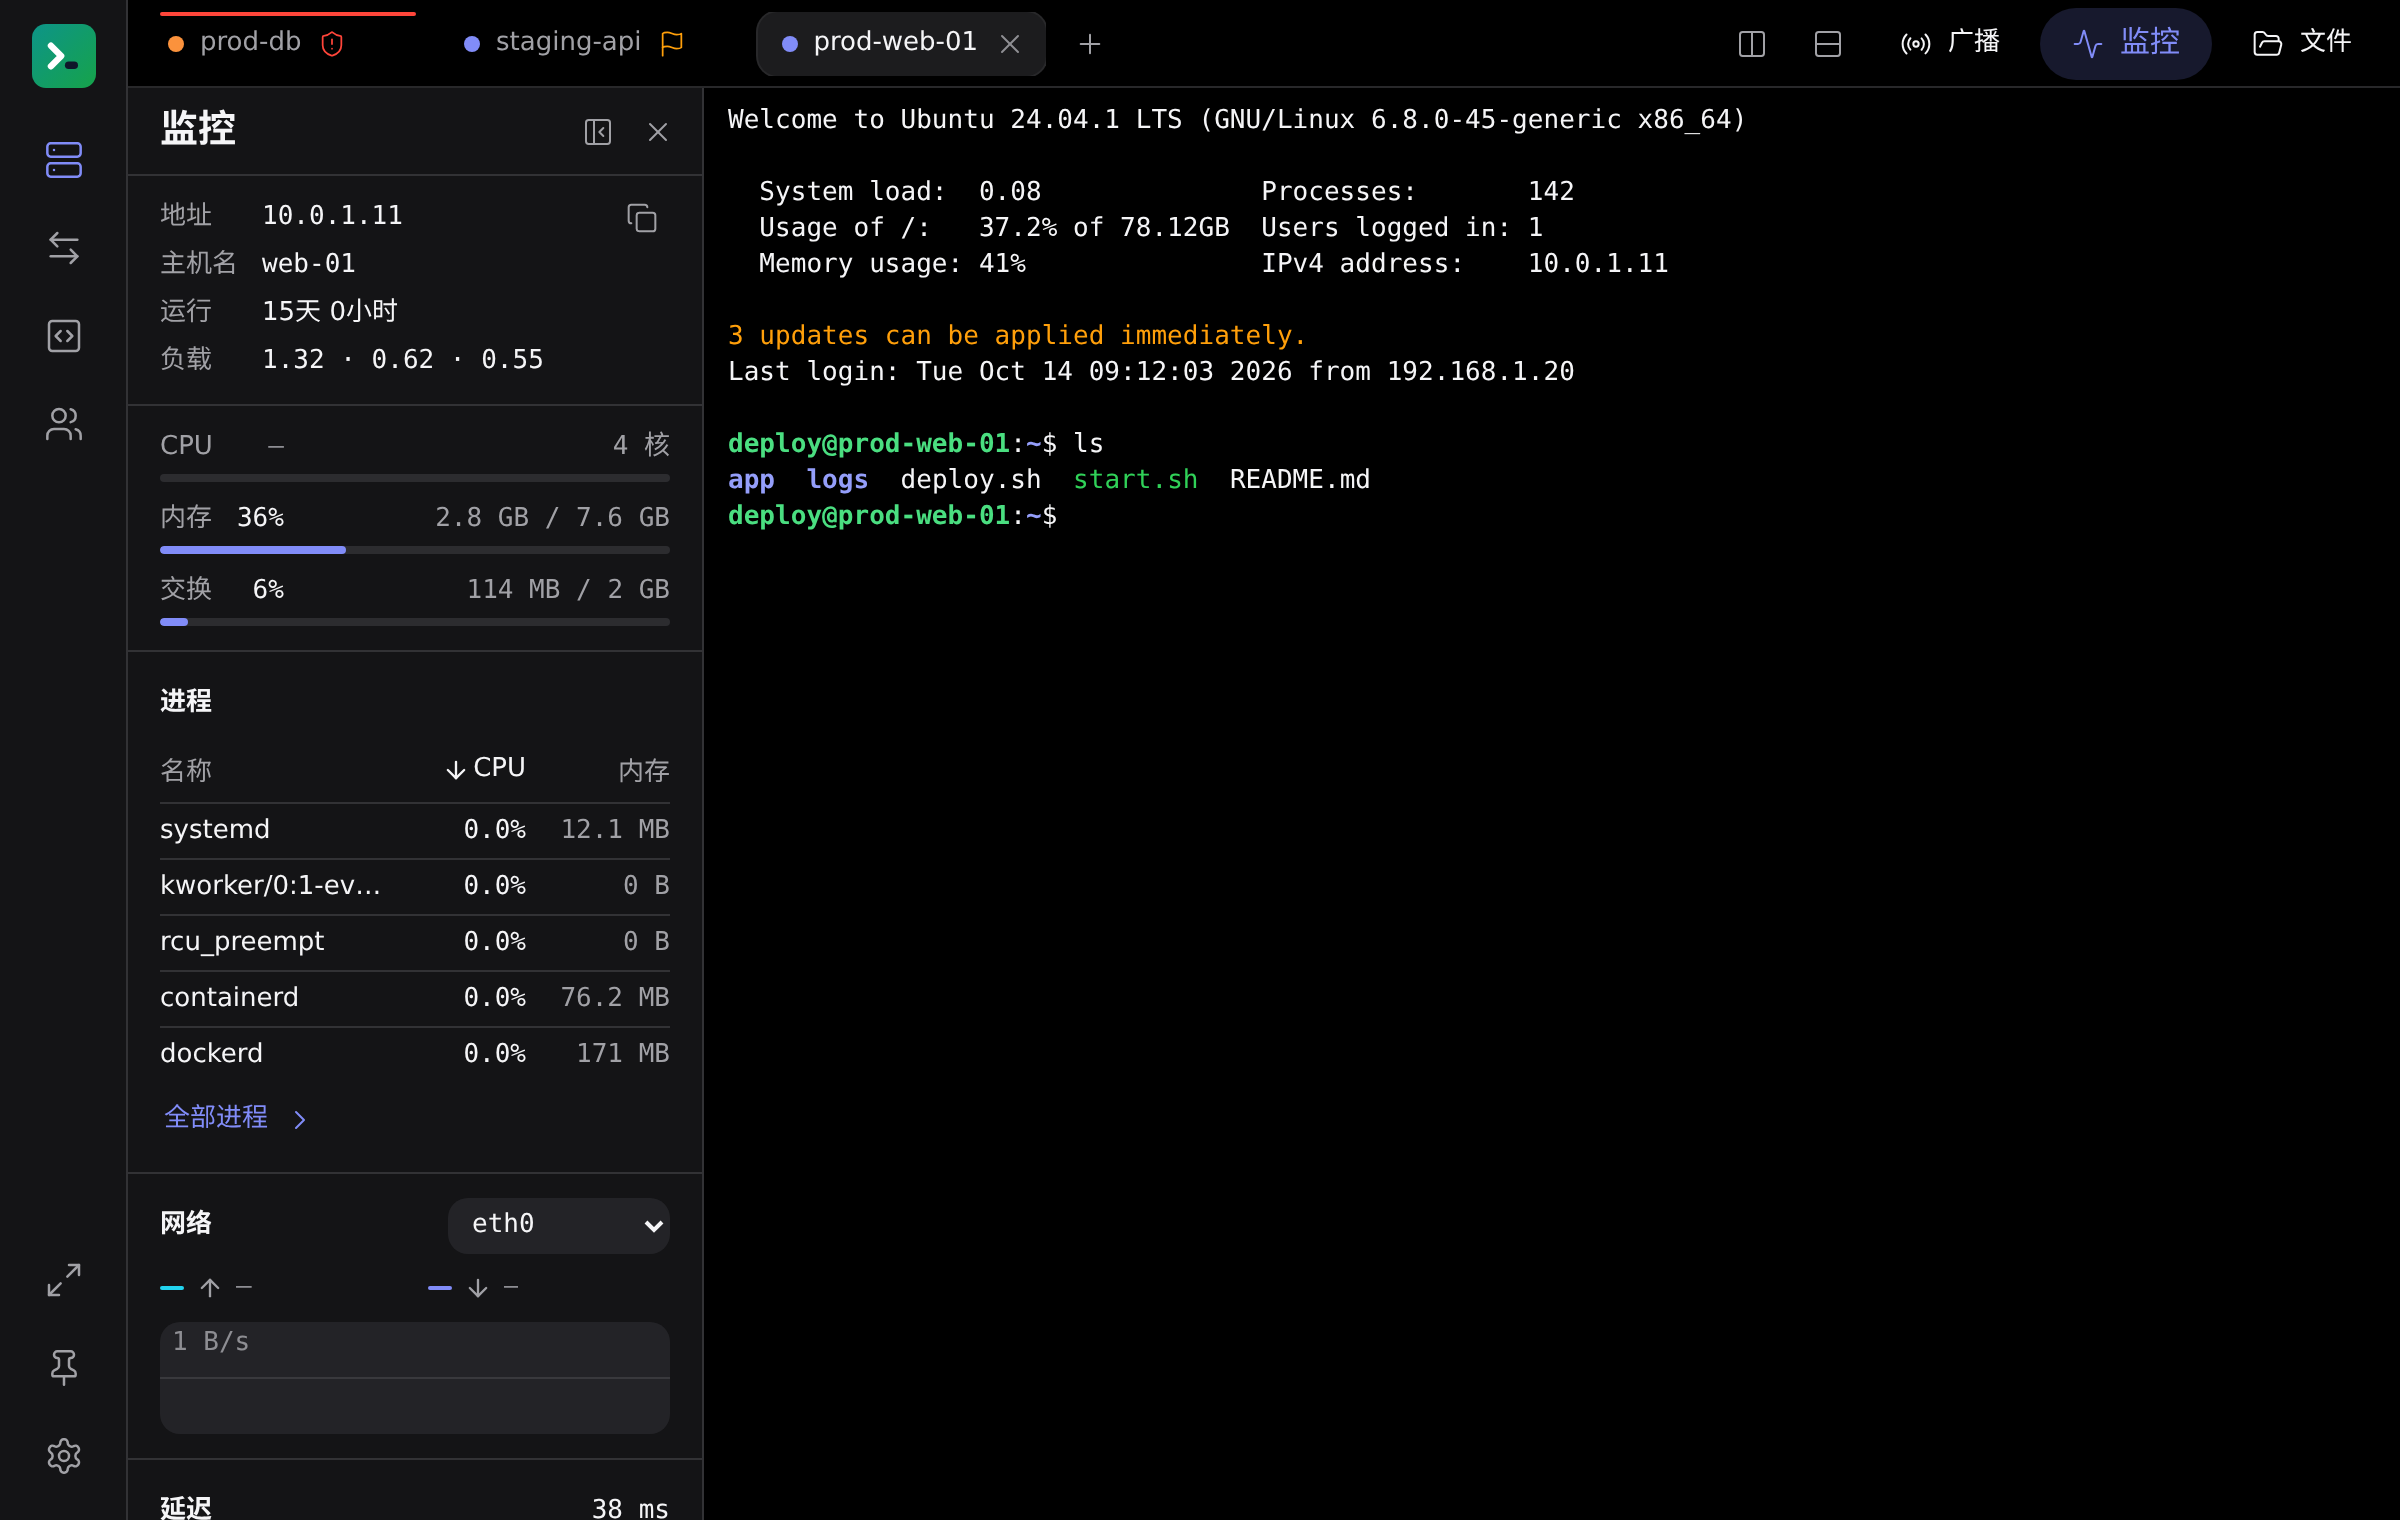 prod-db
staging-api
prod-web-01
广播
监控
文件
监控
地址 10.0.1.11
主机名 web-01
运行 15天 0小时
负载 1.32 · 0.62 · 0.55
CPU – 4 核
内存 36% 2.8 GB / 7.6 GB
交换 6% 114 MB / 2 GB
进程
名称 CPU 内存
systemd 0.0% 12.1 MB
kworker/0:1-ev… 0.0% 0 B
rcu_preempt 0.0% 0 B
containerd 0.0% 76.2 MB
dockerd 0.0% 171 MB
全部进程
网络 eth0
– –
1 B/s
延迟 38 ms
Welcome to Ubuntu 24.04.1 LTS (GNU/Linux 6.8.0-45-generic x86_64)
System load: 0.08 Processes: 142
Usage of /: 37.2% of 78.12GB Users logged in: 1
Memory usage: 41% IPv4 address: 10.0.1.11
3 updates can be applied immediately.
Last login: Tue Oct 14 09:12:03 2026 from 192.168.1.20
deploy@prod-web-01:~$ ls
app logs deploy.sh start.sh README.md
deploy@prod-web-01:~$